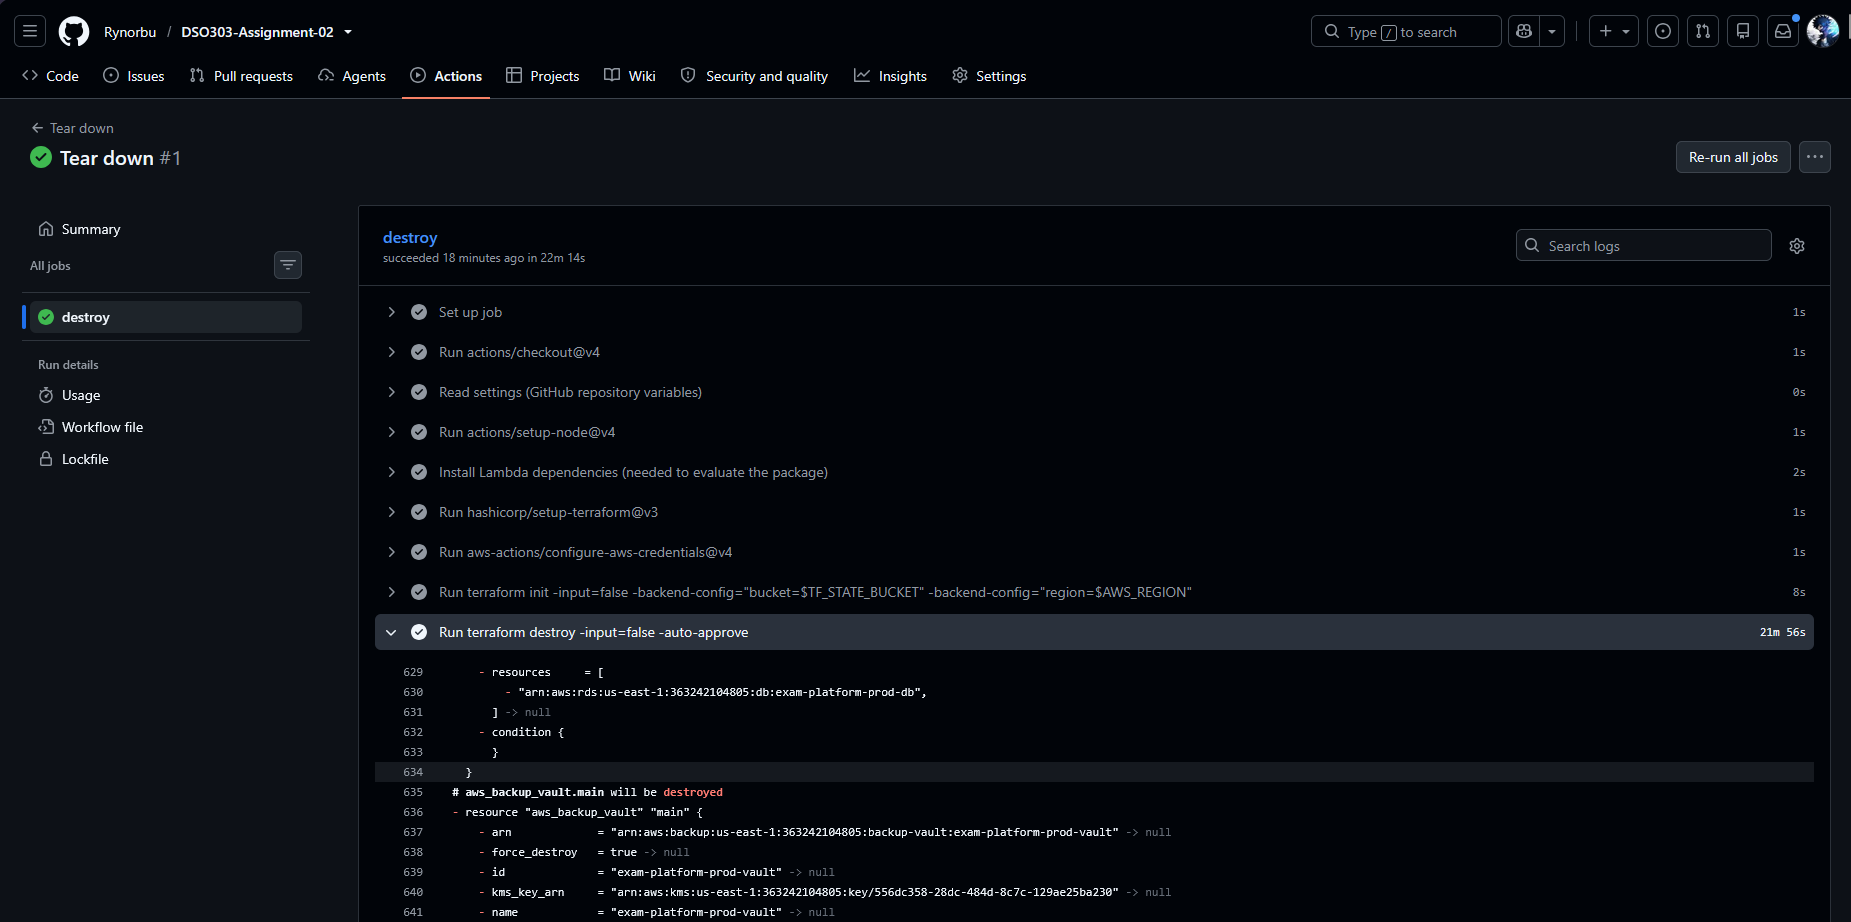 Rynorbu / DSO303-Assignment-02
Type / to search
Code
Issues
Pull requests
Agents
Actions
Projects
Wiki
Security and quality
Insights
Settings
Tear down
Tear down #1
Re-run all jobs
Summary
All jobs
destroy
Run details
Usage
Workflow file
Lockfile
destroy
succeeded 18 minutes ago in 22m 14s
Search logs
Set up job 1s
Run actions/checkout@v4 1s
Read settings (GitHub repository variables) 0s
Run actions/setup-node@v4 1s
Install Lambda dependencies (needed to evaluate the package) 2s
Run hashicorp/setup-terraform@v3 1s
Run aws-actions/configure-aws-credentials@v4 1s
Run terraform init -input=false -backend-config="bucket=$TF_STATE_BUCKET" -backend-config="region=$AWS_REGION" 8s
Run terraform destroy -input=false -auto-approve 21m 56s
629 - resources = [
630 - "arn:aws:rds:us-east-1:363242104805:db:exam-platform-prod-db",
631 ] -> null
632 - condition {
633 }
634 }
635 # aws_backup_vault.main will be destroyed
636 - resource "aws_backup_vault" "main" {
637 - arn = "arn:aws:backup:us-east-1:363242104805:backup-vault:exam-platform-prod-vault" -> null
638 - force_destroy = true -> null
639 - id = "exam-platform-prod-vault" -> null
640 - kms_key_arn = "arn:aws:kms:us-east-1:363242104805:key/556dc358-28dc-484d-8c7c-129ae25ba230" -> null
641 - name = "exam-platform-prod-vault" -> null